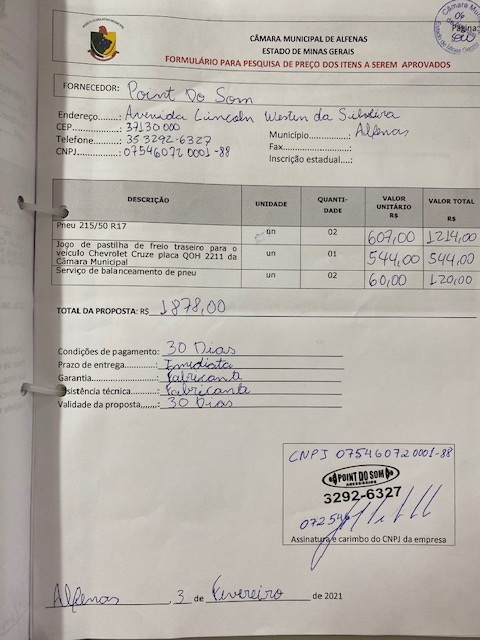 CÂMARA MUNICIPAL DE ALFENAS
ESTADO DE MINAS GERAIS
FORMULÁRIO PARA PESQUISA DE PREÇO DOS ITENS A SEREM APROVADOS
06
Página:
FORNECEDOR: Point Do Som
Endereço.......: Avenida Lincoln Westin da Silveira
CEP................: 37130 000
Município..............: Alfenas
Telefone.........: 35 3292-6327
Fax........................:
CNPJ..............: 07546072 0001-88
Inscrição estadual....:
DESCRIÇÃO UNIDADE QUANTI-DADE VALOR UNITÁRIO R$ VALOR TOTAL R$
Pneu 215/50 R17 un 02 607,00 1214,00
Jogo de pastilha de freio traseiro para o veículo Chevrolet Cruze placa QOH 2211 da Câmara Municipal un 01 544,00 544,00
Serviço de balanceamento de pneu un 02 60,00 120,00
TOTAL DA PROPOSTA: R$ 1878,00
Condições de pagamento: 30 Dias
Prazo de entrega...........: Imediata
Garantia.......................: Fabricante
ssistência técnica..........: Fabricante
Validade da proposta,,,,,,,: 30 Dias
CNPJ 07546072 0001-88
POINT DO SOM
ACESSÓRIOS
3292-6327
Assinatura e carimbo do CNPJ da empresa
Alfenas 3 de Fevereiro de 2021